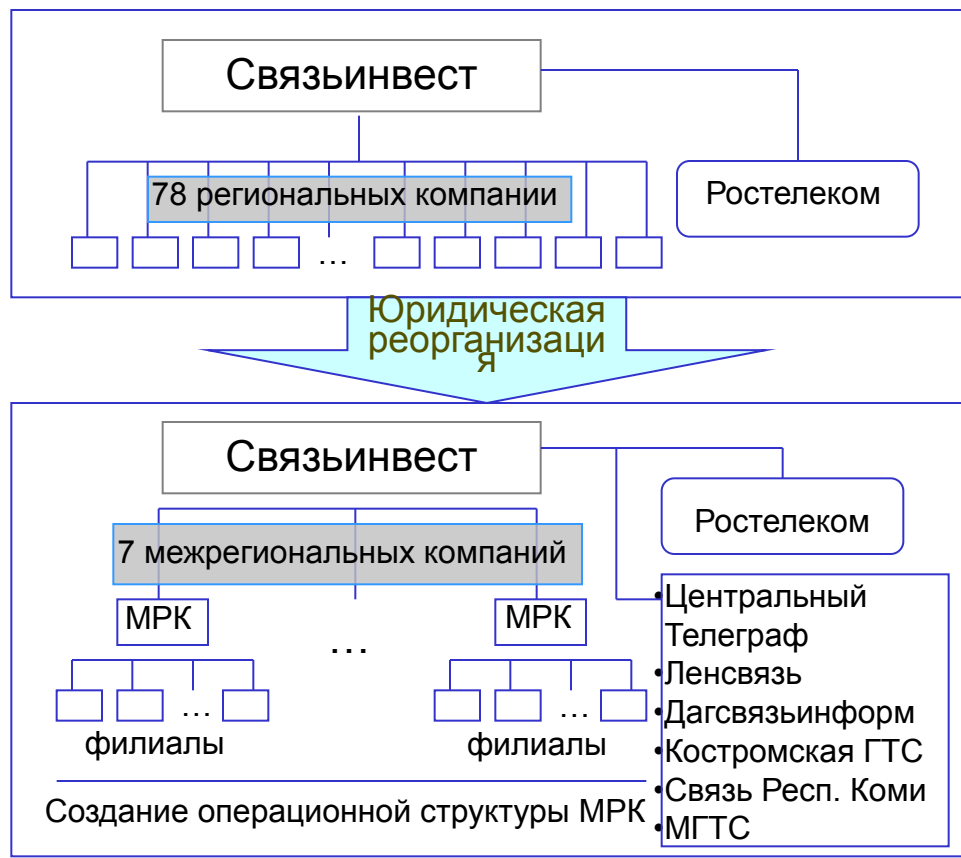 Связьинвест
78 региональных компании
Ростелеком
…
Юридическая
реорганизаци
я
Связьинвест
Ростелеком
7 межрегиональных компаний
МРК
…
МРК
…
…
филиалы
филиалы
•Центральный
Телеграф
•Ленсвязь
•Дагсвязьинформ
•Костромская ГТС
•Связь Респ. Коми
•МГТС
Создание операционной структуры МРК